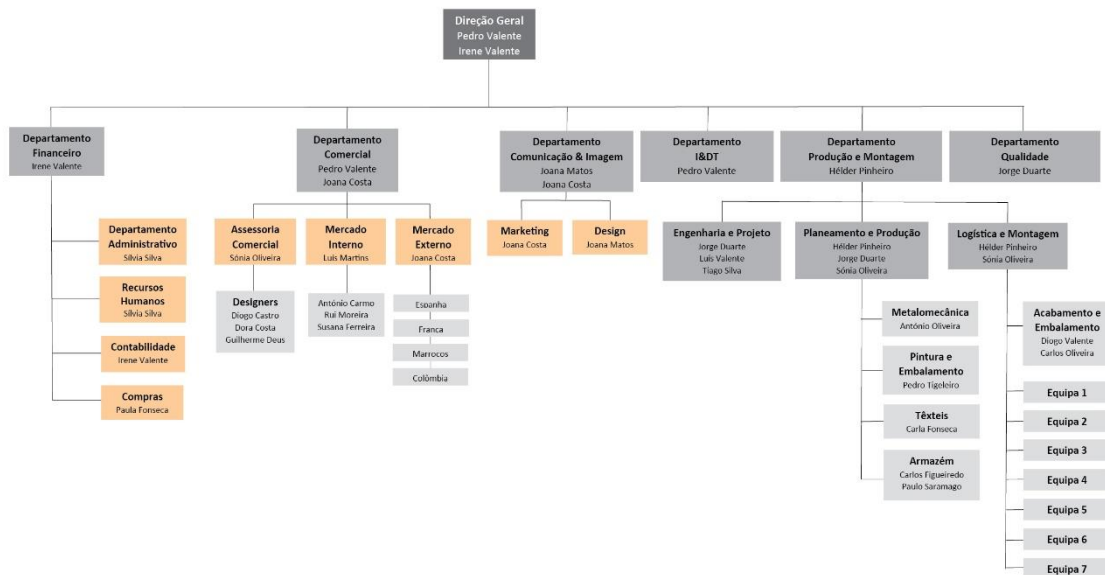 Direção Geral
Pedro Valente
Irene Valente
Departamento
Financeiro
Irene Valente
Departamento
Administrativo
Sílvia Silva
Recursos
Humanos
Sílvia Silva
Contabilidade
Irene Valente
Compras
Paula Fonseca
Departamento
Comercial
Pedro Valente
Joana Costa
Assessoria
Comercial
Sónia Oliveira
Designers
Diogo Castro
Dora Costa
Guilherme Deus
Mercado
Interno
Luis Martins
António Carmo
Rui Moreira
Susana Ferreira
Mercado
Externo
Joana Costa
Espanha
Franca
Marrocos
Colômbia
Departamento
Comunicação & Imagem
Joana Matos
Joana Costa
Marketing
Joana Costa
Design
Joana Matos
Departamento
I&DT
Pedro Valente
Departamento
Produção e Montagem
Hélder Pinheiro
Engenharia e Projeto
Jorge Duarte
Luís Valente
Tiago Silva
Planeamento e Produção
Hélder Pinheiro
Jorge Duarte
Sónia Oliveira
Metalomecânica
António Oliveira
Pintura e
Embalamento
Pedro Tigeleiro
Têxteis
Carla Fonseca
Armazém
Carlos Figueiredo
Paulo Saramago
Logística e Montagem
Hélder Pinheiro
Sónia Oliveira
Acabamento e
Embalamento
Diogo Valente
Carlos Oliveira
Equipa 1
Equipa 2
Equipa 3
Equipa 4
Equipa 5
Equipa 6
Equipa 7
Departamento
Qualidade
Jorge Duarte